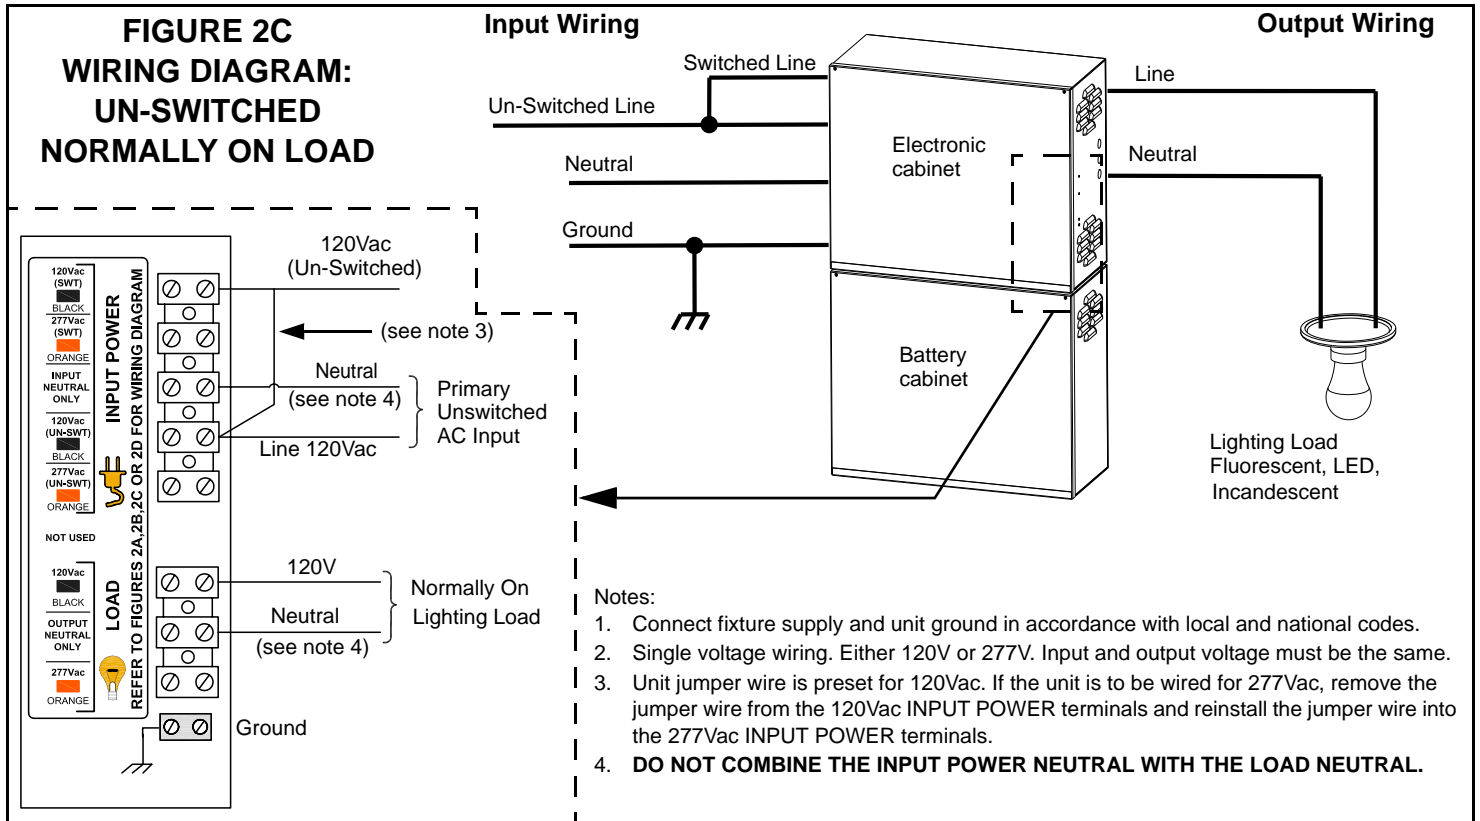 FIGURE 2C
WIRING DIAGRAM:
UN-SWITCHED
NORMALLY ON LOAD
Input Wiring
Output Wiring
Switched Line
Un-Switched Line
Neutral
Ground
Electronic
cabinet
Battery
cabinet
Line
Neutral
Lighting Load
Fluorescent, LED,
Incandescent
120Vac
(SWT)
BLACK
277Vac
(SWT)
ORANGE
INPUT
NEUTRAL
ONLY
120Vac
(UN-SWT)
BLACK
277Vac
(UN-SWT)
ORANGE
NOT USED
120Vac
BLACK
OUTPUT
NEUTRAL
ONLY
277Vac
ORANGE
INPUT POWER
LOAD
REFER TO FIGURES 2A,2B,2C OR 2D FOR WIRING DIAGRAM
120Vac
(Un-Switched)
(see note 3)
Neutral
(see note 4)
Line 120Vac
Primary
Unswitched
AC Input
120V
Neutral
(see note 4)
Normally On
Lighting Load
Ground
Notes:
1. Connect fixture supply and unit ground in accordance with local and national codes.
2. Single voltage wiring. Either 120V or 277V. Input and output voltage must be the same.
3. Unit jumper wire is preset for 120Vac. If the unit is to be wired for 277Vac, remove the
jumper wire from the 120Vac INPUT POWER terminals and reinstall the jumper wire into
the 277Vac INPUT POWER terminals.
4. DO NOT COMBINE THE INPUT POWER NEUTRAL WITH THE LOAD NEUTRAL.